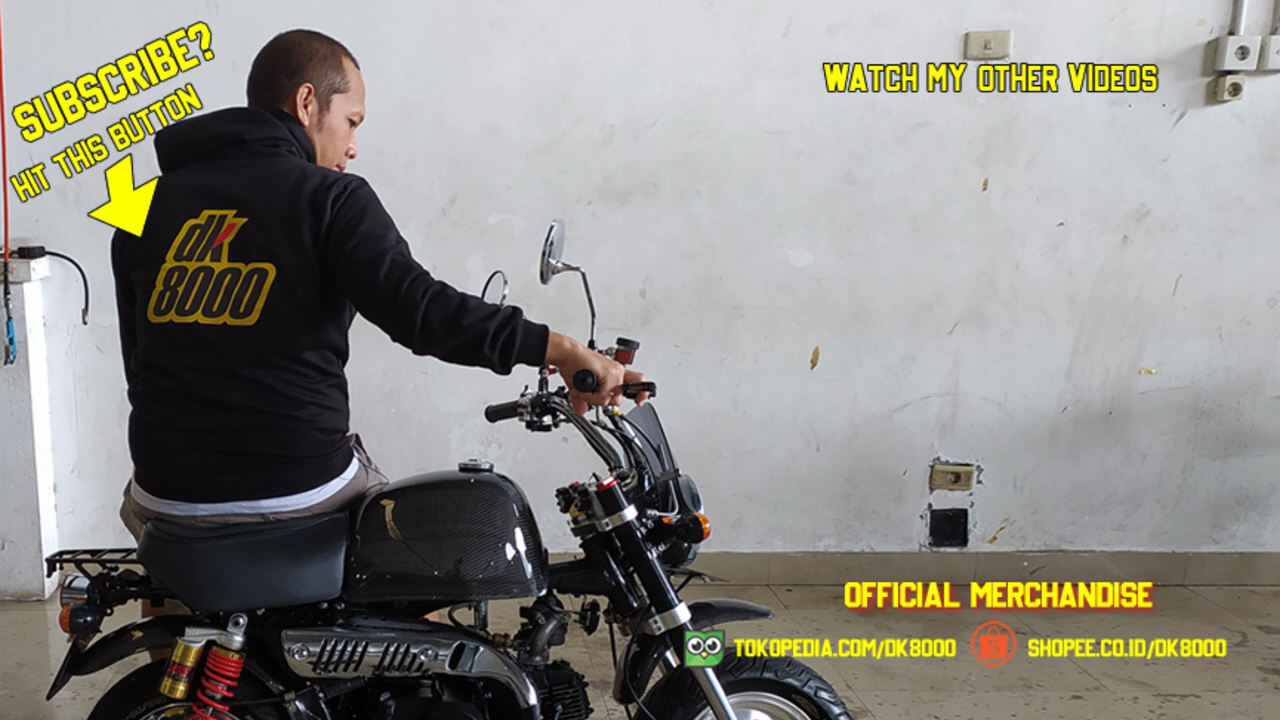 SUBSCRIBE?
HIT THIS BUTTON
dk
8000
WATCH MY OTHER VIDEOS
OFFICIAL MERCHANDISE
TOKOPEDIA.COM/DK8000
SHOPEE.CO.ID/DK8000